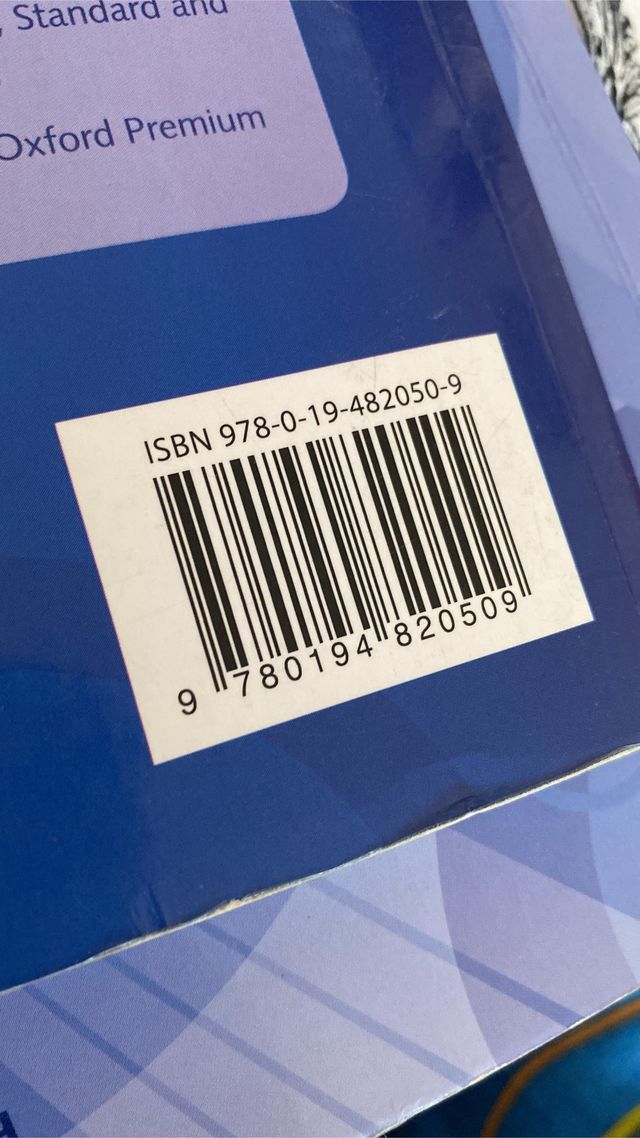 , Standard and
Oxford Premium
ISBN 978-0-19-482050-9
9 780194 820509